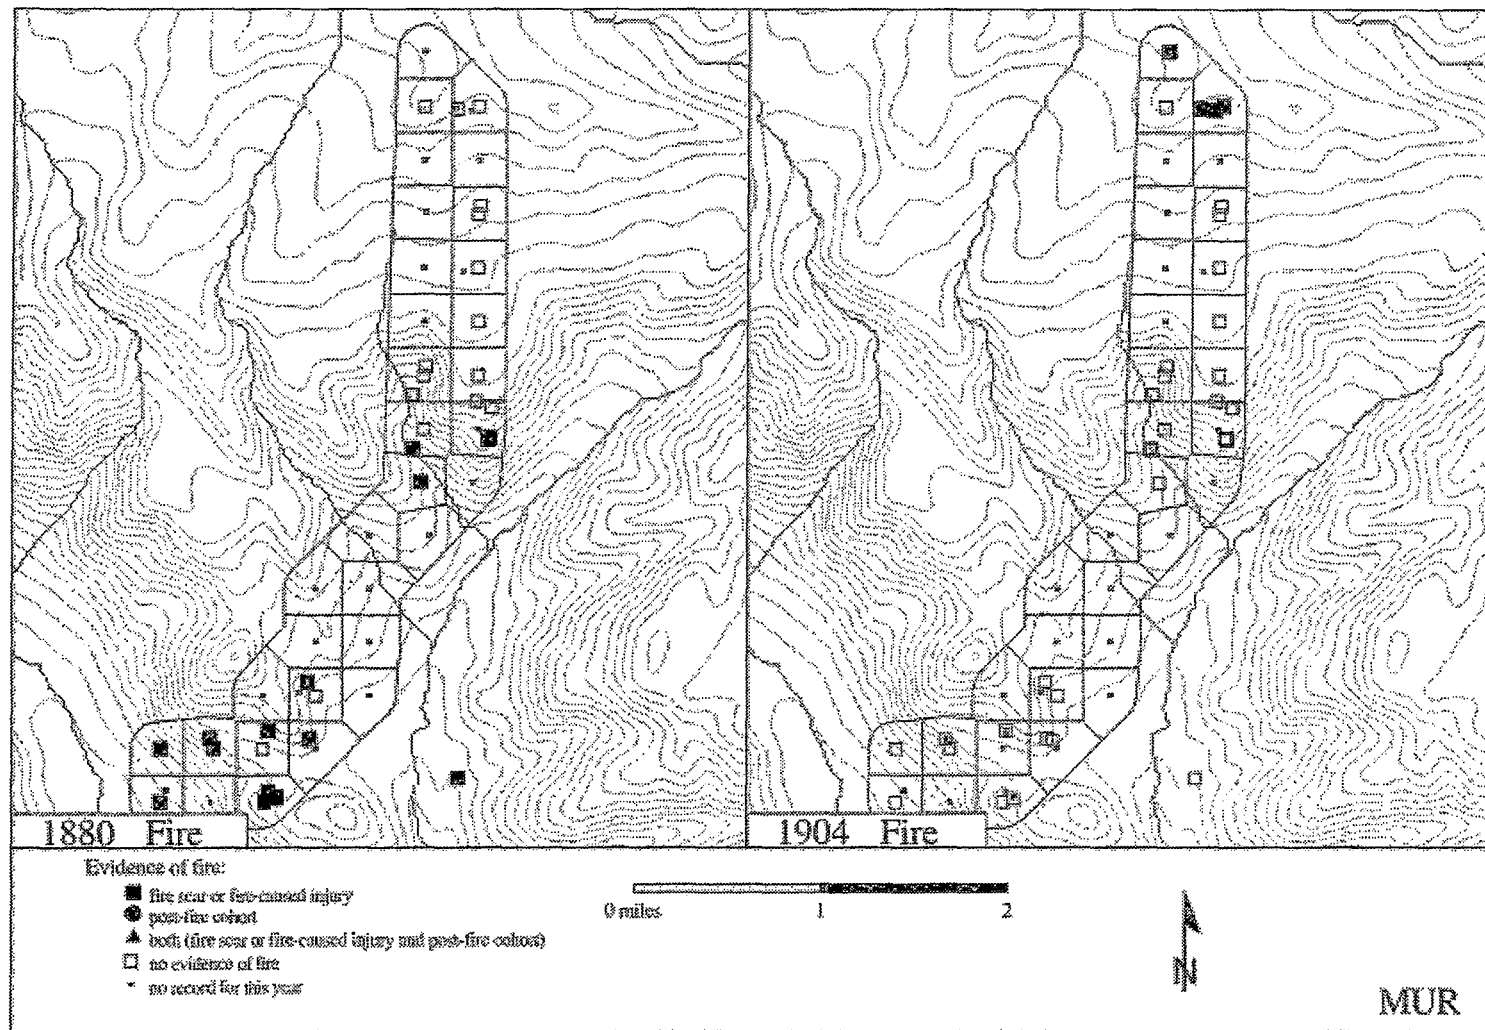 1880 Fire
1904 Fire
Evidence of fire:
fire scar or fire-caused injury
post-fire cohort
both (fire scar or fire-caused injury and post-fire cohort)
no evidence of fire
no record for this year
0 miles 1 2
N
MUR